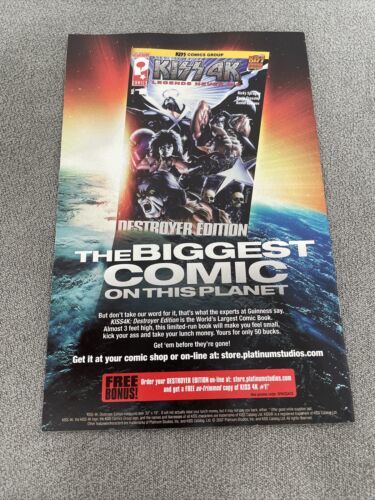 KISS COMICS GROUP
KISS 4K
LEGENDS NEVER DIE
DESTROYER EDITION
THE BIGGEST
COMIC
ON THIS PLANET
But don't take our word for it, that's what the experts at Guinness say.
KISS4K: Destroyer Edition is the World's Largest Comic Book.
Almost 3 feet high, this limited-run book will make you feel small,
kick your ass and take your lunch money. Yours for only 50 bucks.
Get 'em before they're gone!
Get it at your comic shop or on-line at: store.platinumstudios.com
FREE
BONUS!
Order your DESTROYER EDITION on-line at: store.platinumstudios.com
and get a FREE ex-trimmed copy of KISS 4K #1!*